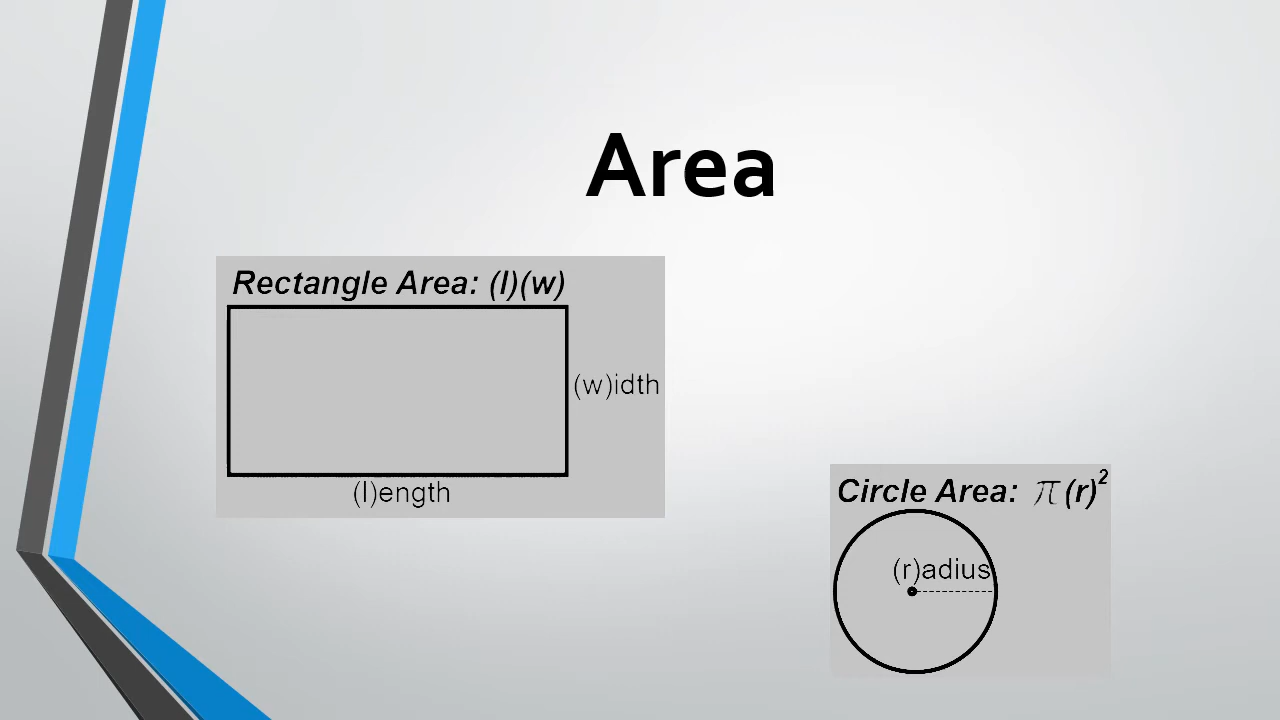 Area
Rectangle Area: (l)(w)
(w)idth
(l)ength
Circle Area: π(r)²
(r)adius